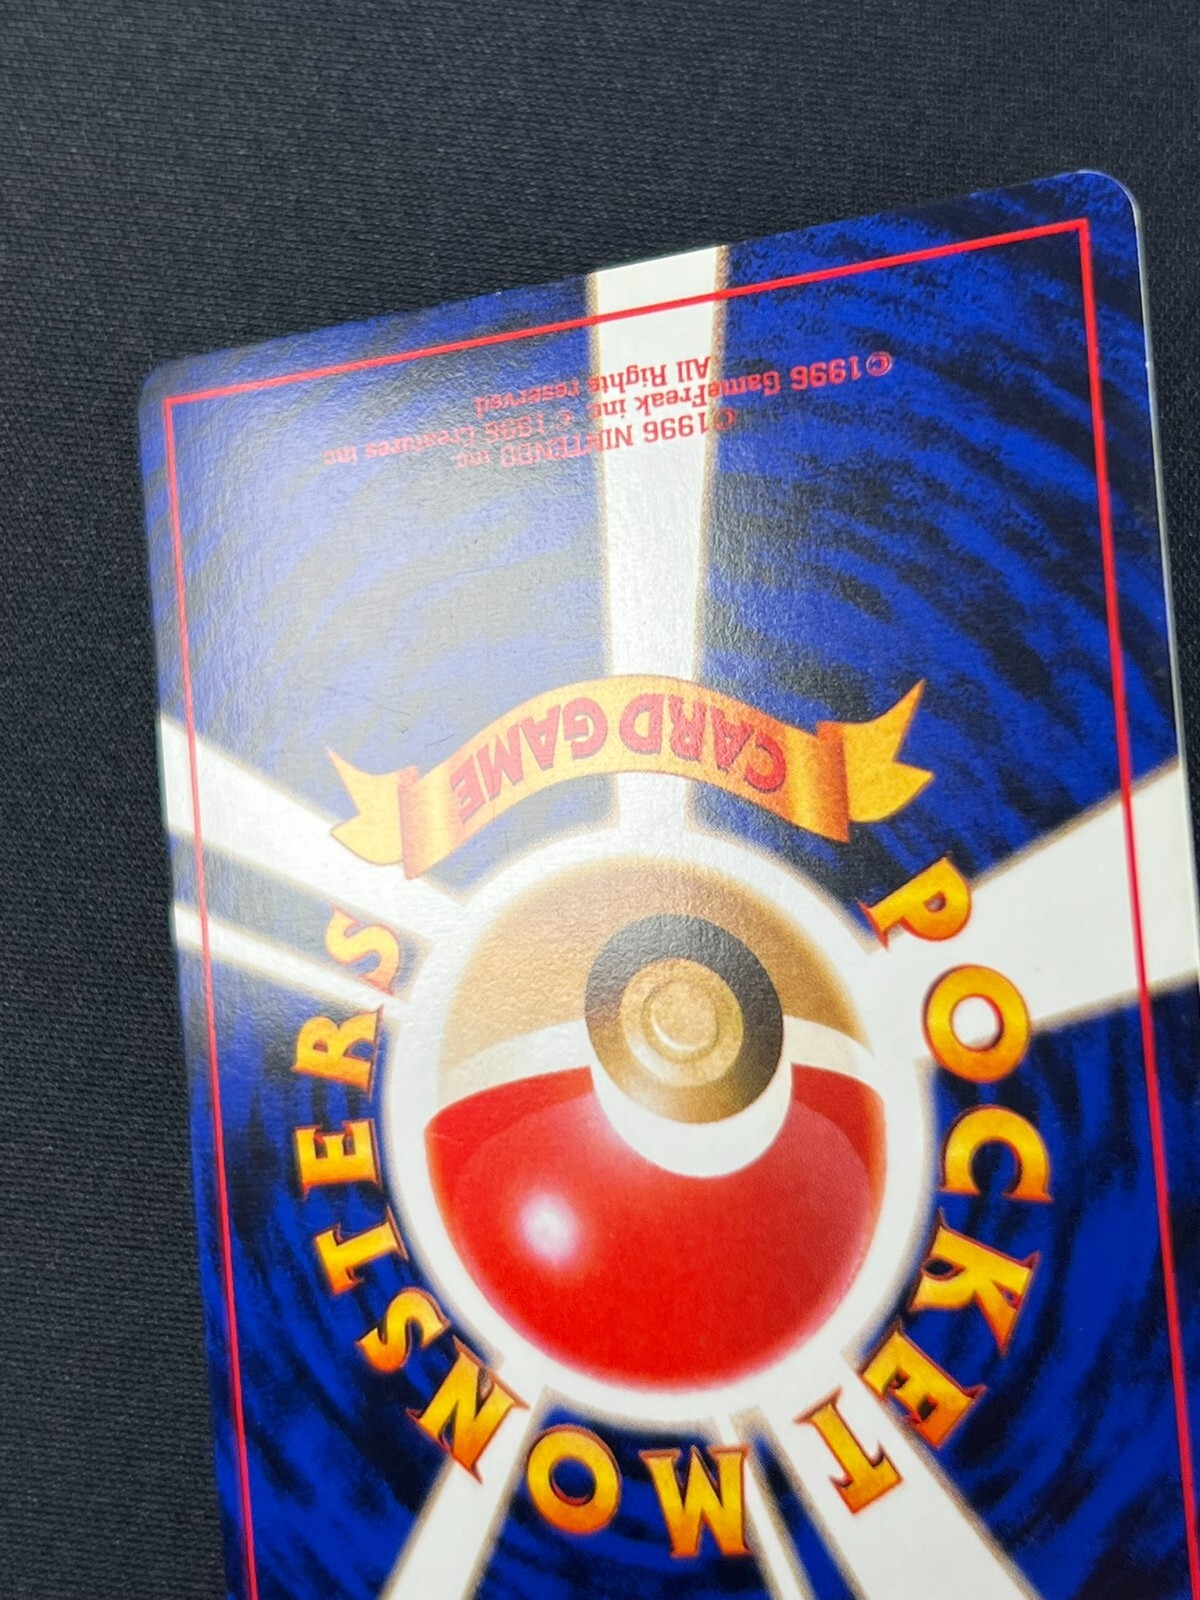 POCKET MONSTERS
CARD GAME
©1996 NINTENDO inc
©1996 GameFreak inc ©1996 Creatures inc
All Rights reserved